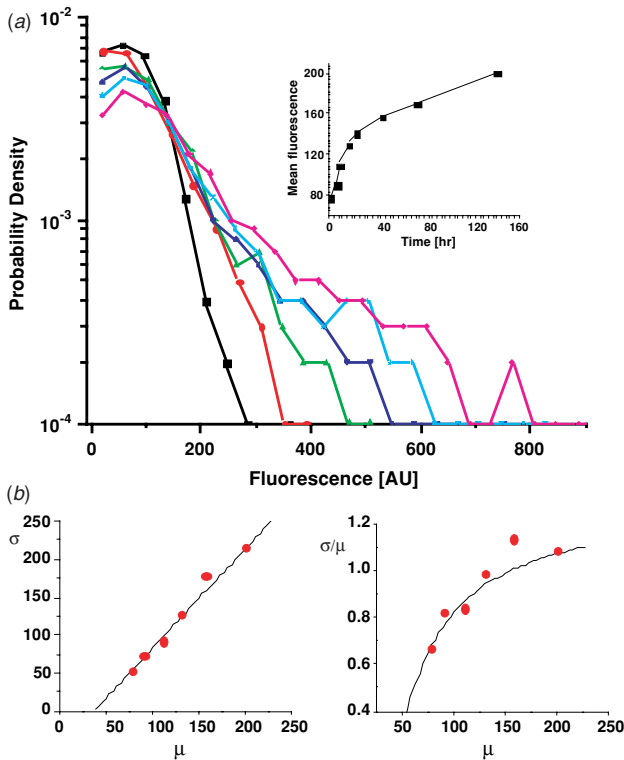 (a)
10⁻²
10⁻³
10⁻⁴
Probability Density
0 200 400 600 800
Fluorescence [AU]
200
160
120
80
Mean fluorescence
0 40 80 120 160
Time [hr]
(b)
σ
250
200
150
100
50
0
0 50 100 150 200 250
μ
σ/μ
1.2
1.0
0.8
0.6
0.4
50 100 150 200 250
μ